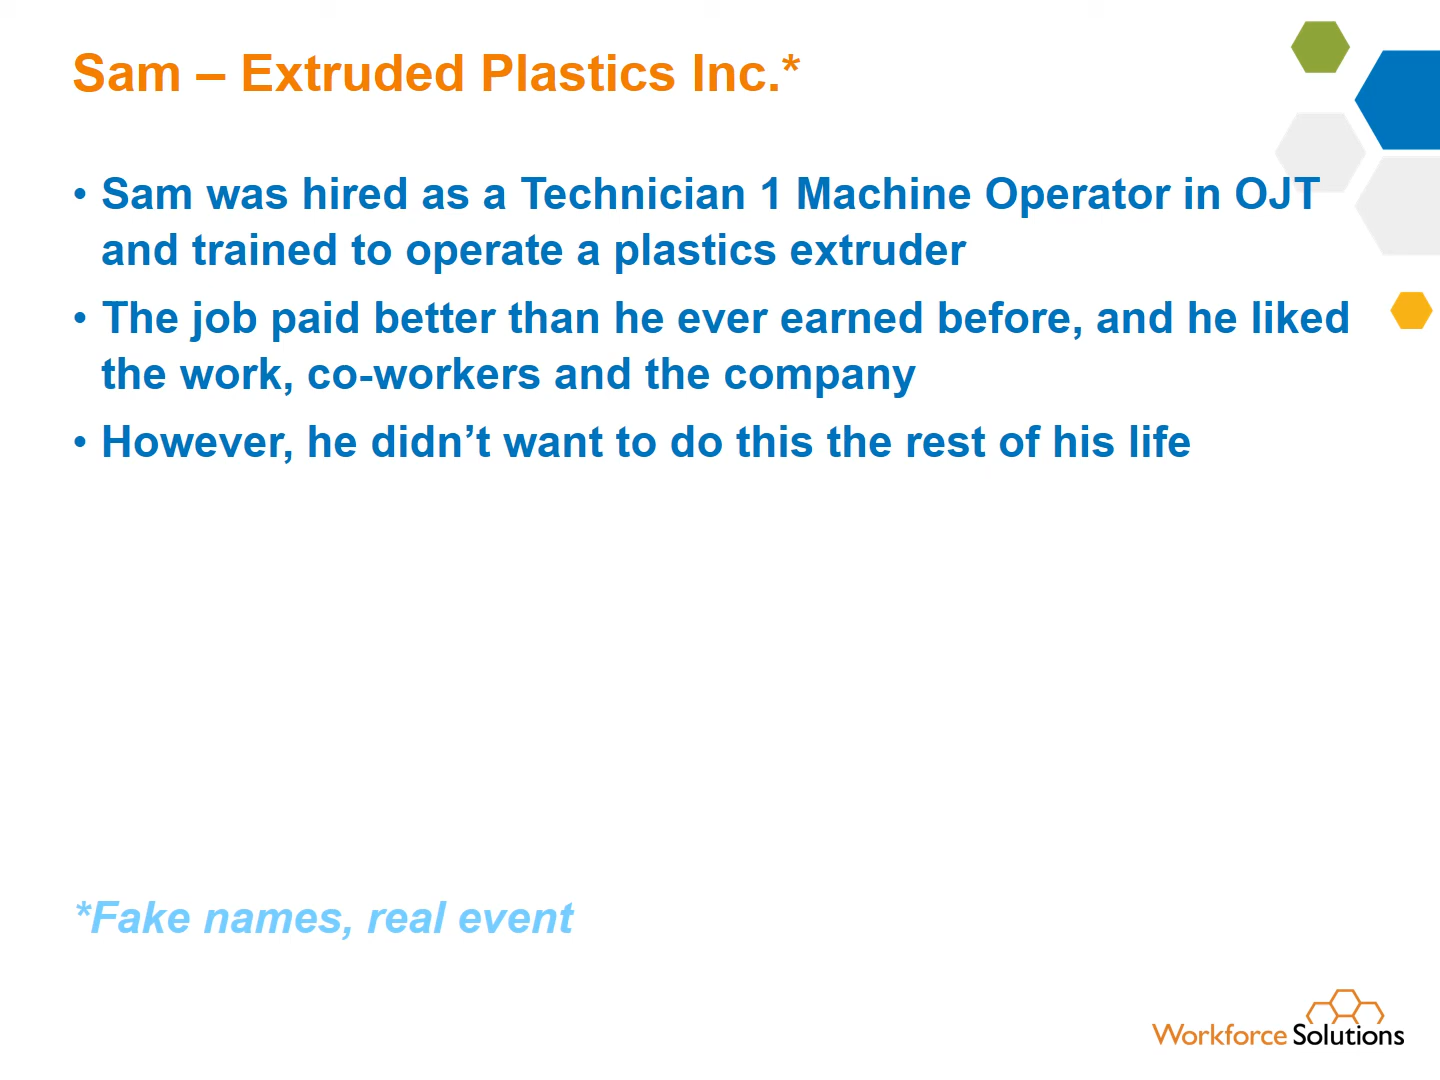 Sam – Extruded Plastics Inc.*
• Sam was hired as a Technician 1 Machine Operator in OJT
and trained to operate a plastics extruder
• The job paid better than he ever earned before, and he liked
the work, co-workers and the company
• However, he didn’t want to do this the rest of his life
*Fake names, real event
Workforce Solutions